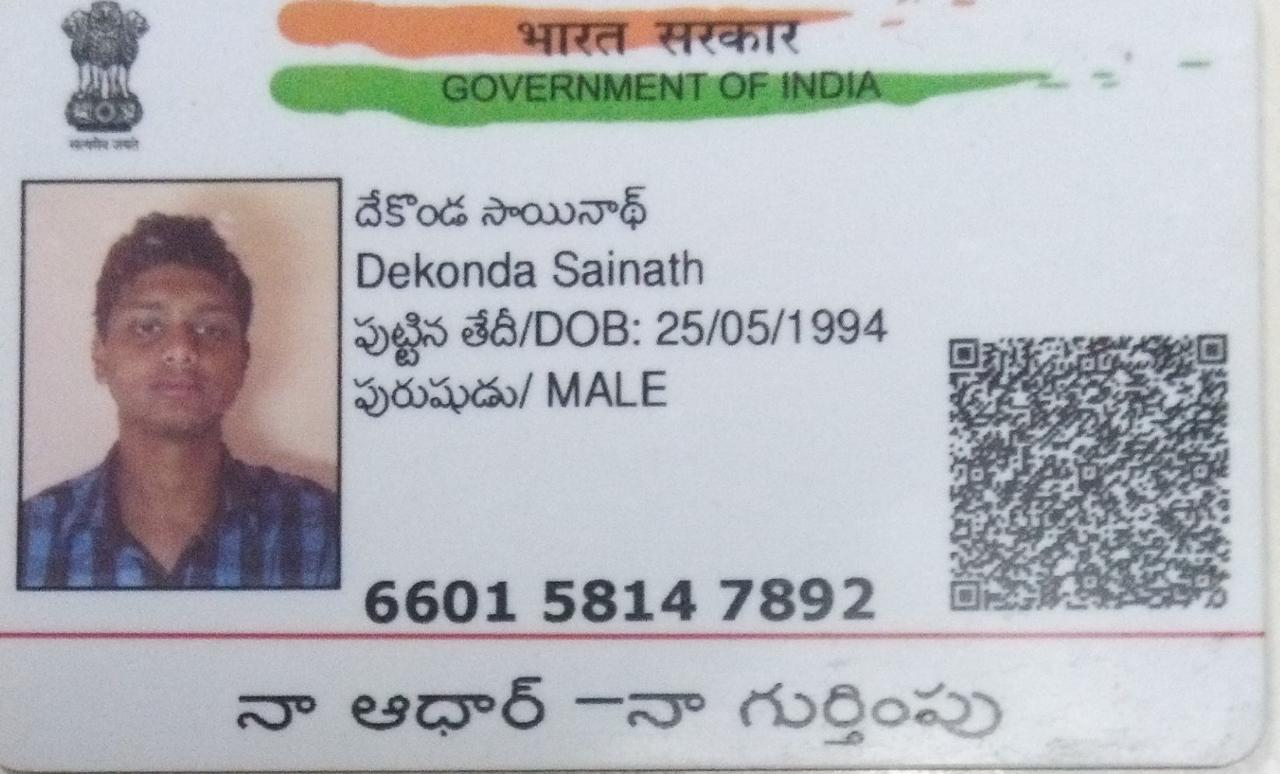 भारत सरकार
GOVERNMENT OF INDIA
सत्यमेव जयते
దేకొండ సాయినాథ్
Dekonda Sainath
పుట్టిన తేదీ/DOB: 25/05/1994
పురుషుడు/ MALE
6601 5814 7892
నా ఆధార్ –నా గుర్తింపు